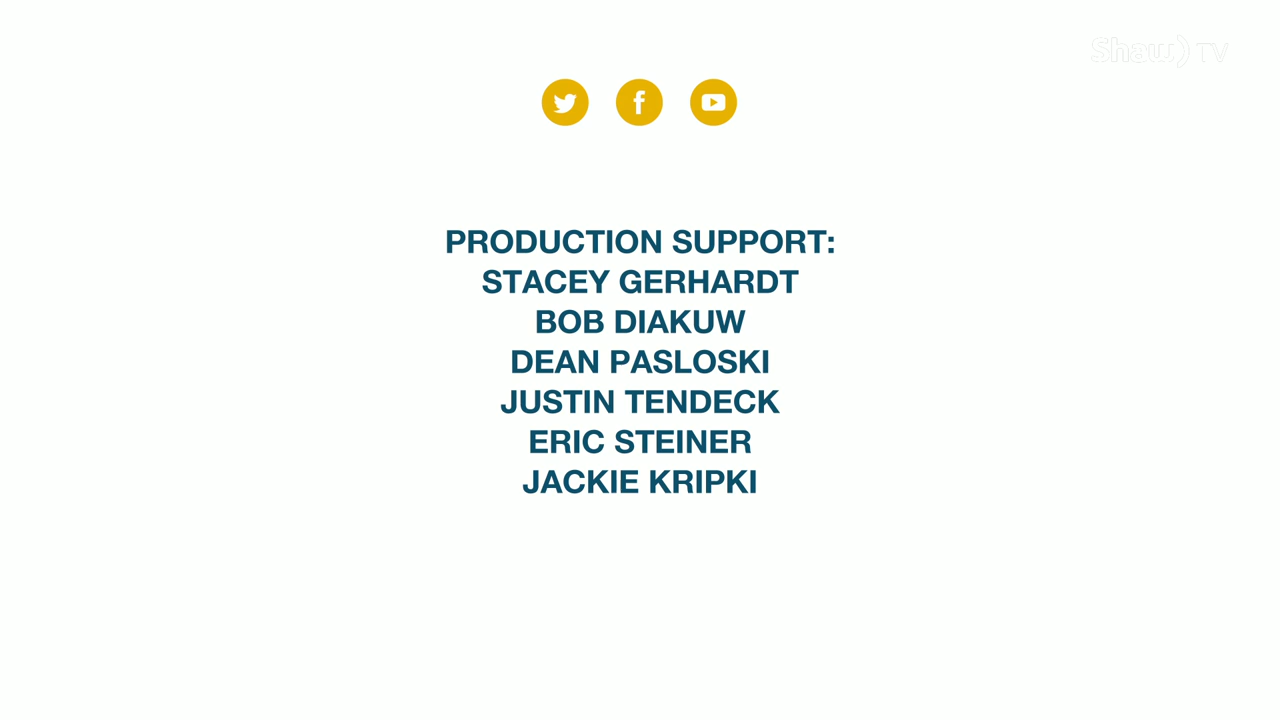 Shaw) TV
PRODUCTION SUPPORT:
STACEY GERHARDT
BOB DIAKUW
DEAN PASLOSKI
JUSTIN TENDECK
ERIC STEINER
JACKIE KRIPKI